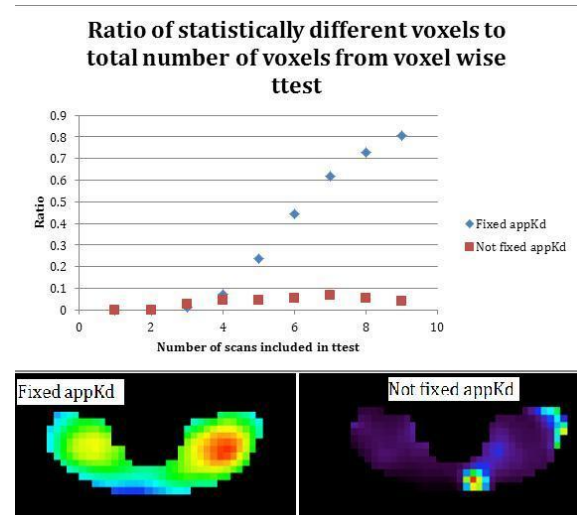 Ratio of statistically different voxels to
total number of voxels from voxel wise
ttest
0.9
0.8
0.7
0.6
0.5
0.4
0.3
0.2
0.1
0
Ratio
0 2 4 6 8 10
Number of scans included in ttest
Fixed appKd
Not fixed appKd
Fixed appKd
Not fixed appKd